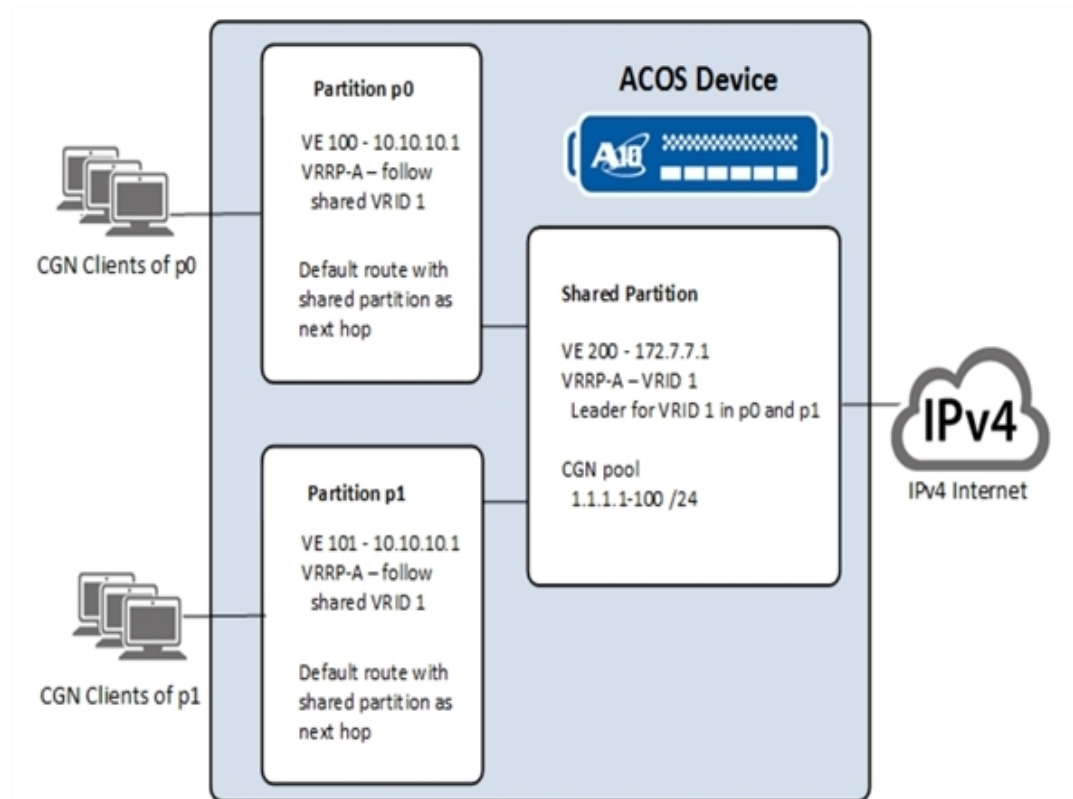 Partition p0
VE 100 - 10.10.10.1
VRRP-A – follow
shared VRID 1
Default route with
shared partition as
next hop
CGN Clients of p0
ACOS Device
A10
Shared Partition
VE 200 - 172.7.7.1
VRRP-A – VRID 1
Leader for VRID 1 in p0 and p1
CGN pool
1.1.1.1-100 /24
IPv4
IPv4 Internet
Partition p1
VE 101 - 10.10.10.1
VRRP-A – follow
shared VRID 1
Default route with
shared partition as
next hop
CGN Clients of p1